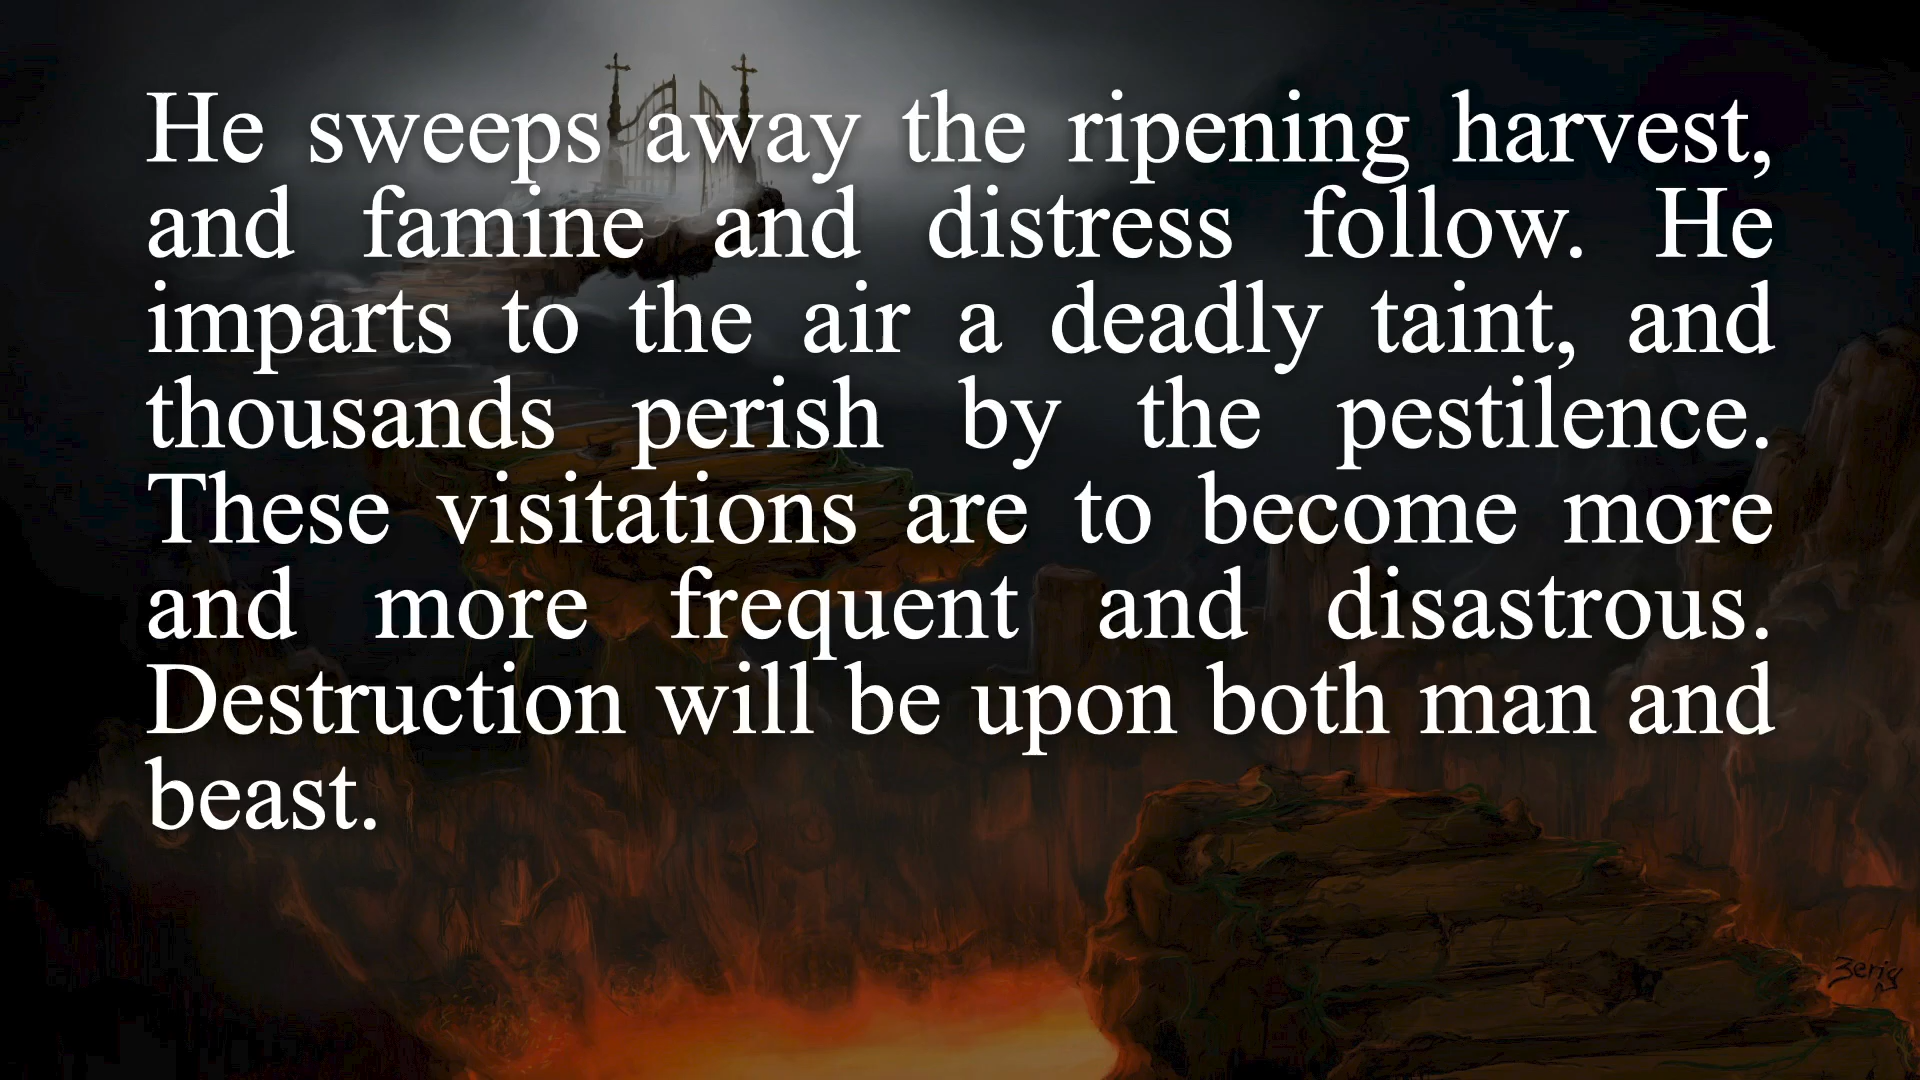 He sweeps away the ripening harvest,
and famine and distress follow. He
imparts to the air a deadly taint, and
thousands perish by the pestilence.
These visitations are to become more
and more frequent and disastrous.
Destruction will be upon both man and
beast.